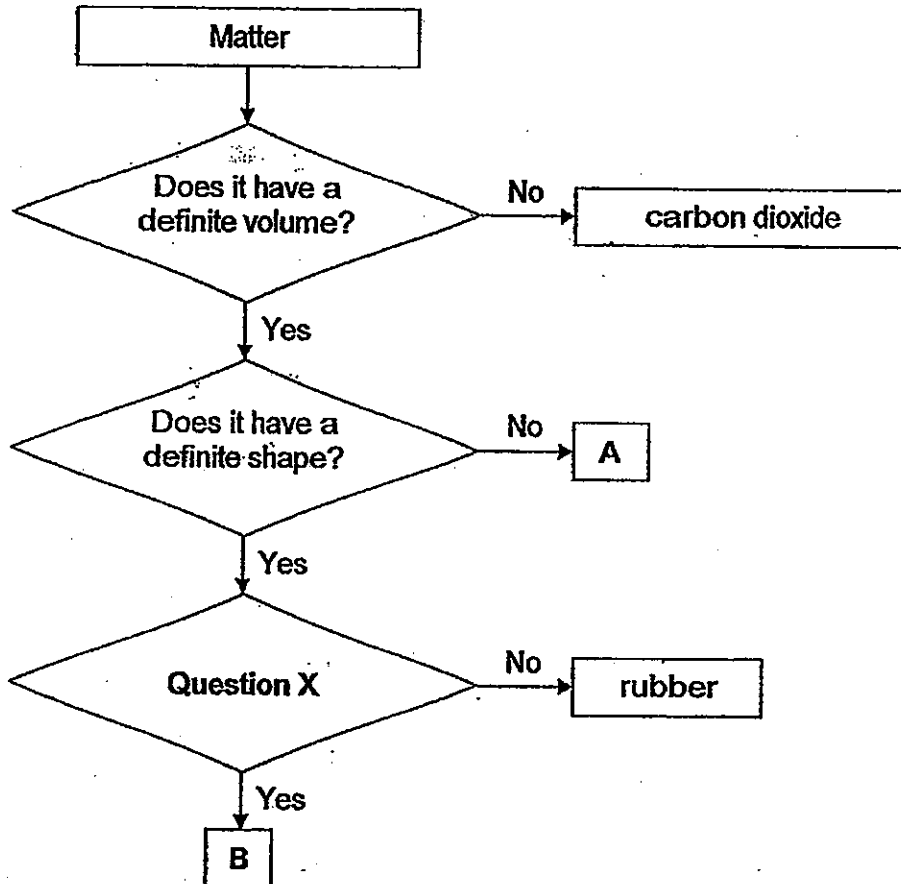 Matter
Does it have a
definite volume?
No
carbon dioxide
Yes
Does it have a
definite shape?
No
A
Yes
Question X
No
rubber
Yes
B